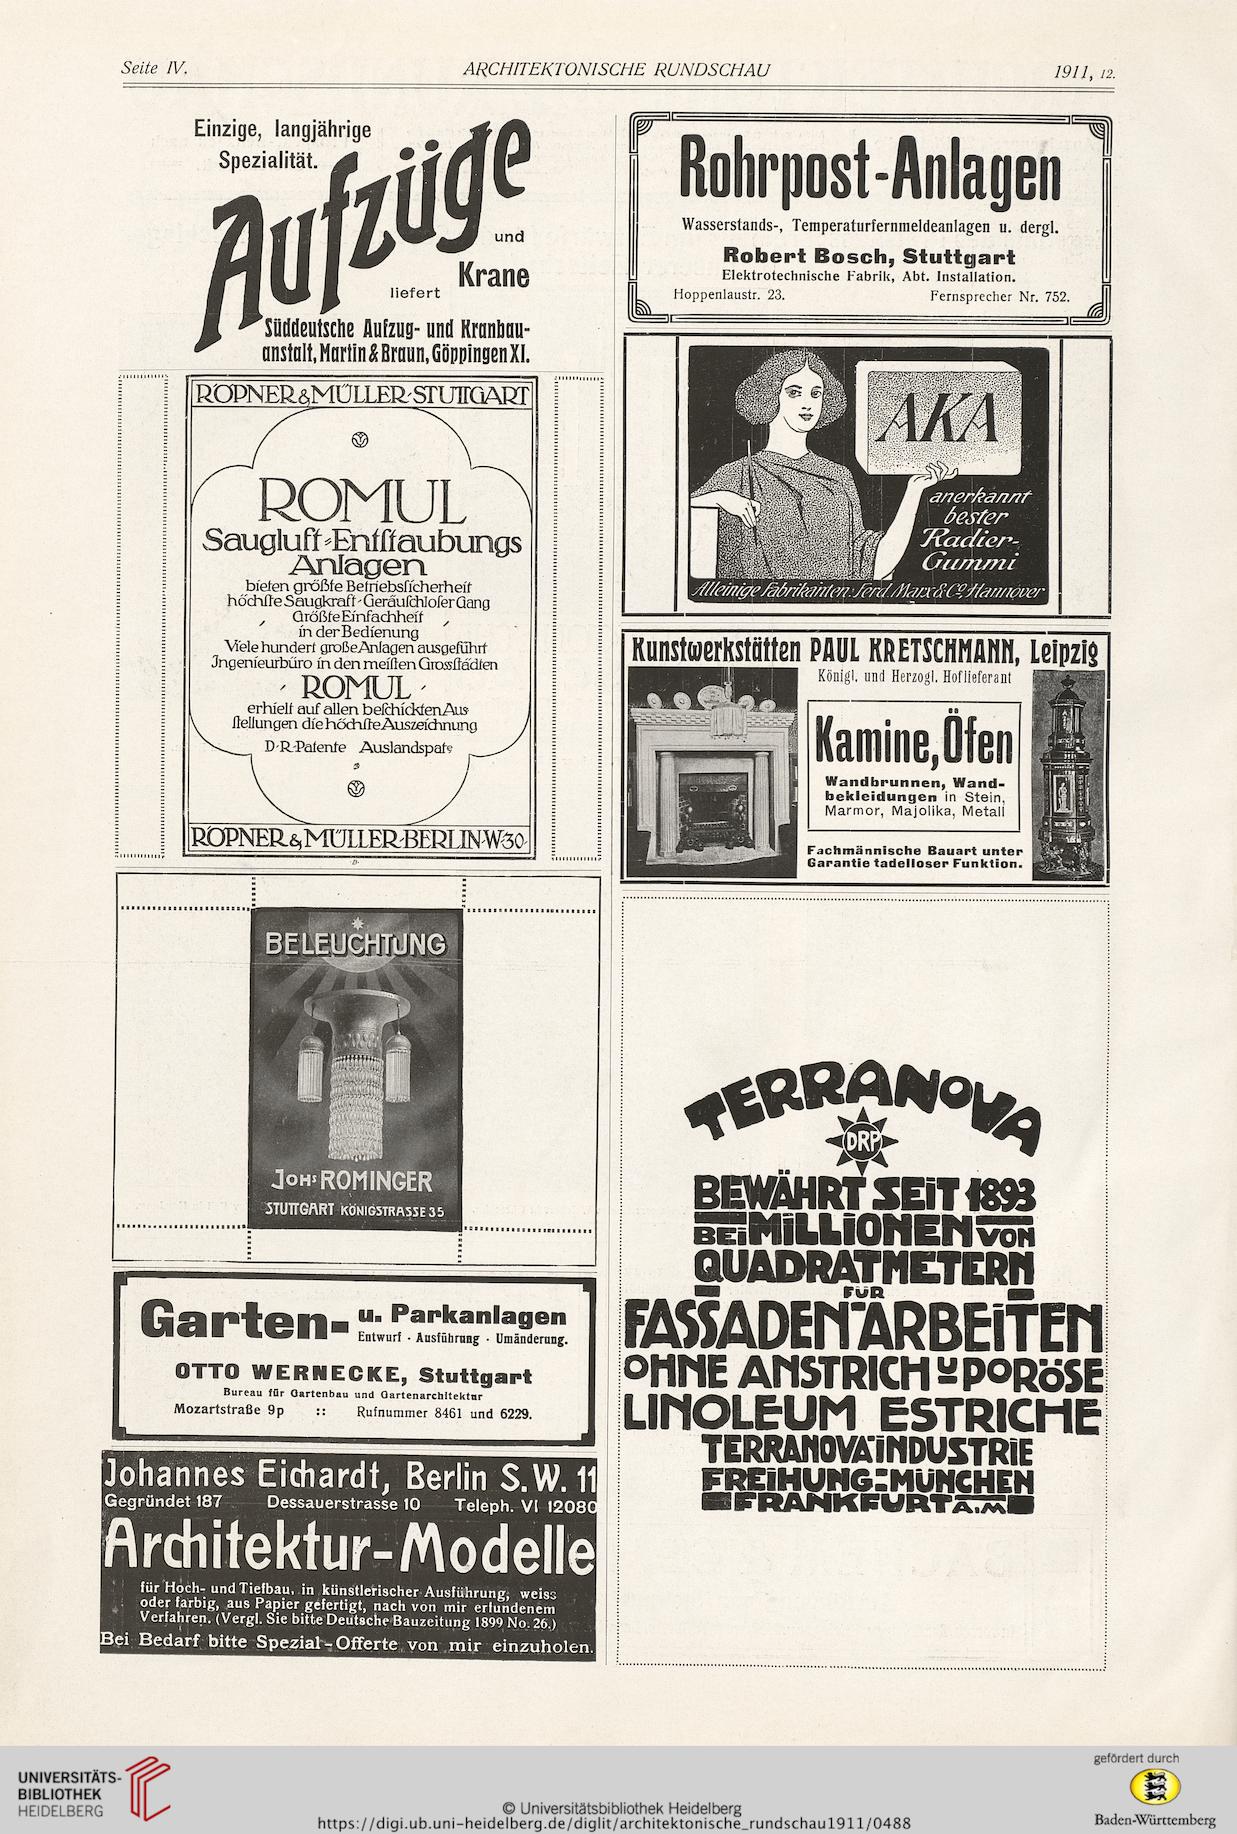 Seite IV.
ARCHITEKTONISCHE RUNDSCHAU
1911, 12.
Einzige, langjährige
Spezialität.
Aufzüge
und
Krane
liefert
Süddeutsche Aufzug- und Kranbau-
anstalt, Martin & Braun, Göppingen XI.
RÖPNER & MÜLLER-STUTTGART
ROMUL
Saugluft-Entſtaubungs
Anlagen
bieten größte Betriebsſicherheit
höchſte Saugkraft-Geräuſchloſer Gang
Größte Einfachheit
in der Bedienung
Viele hundert große Anlagen ausgeführt
Ingenieurbüro in den meiſten Grossſtädten
ROMUL
erhielt auf allen beſchickten Aus-
ſtellungen die höchſte Auszeichnung
D-R-Patente Auslandspate
RÖPNER & MÜLLER-BERLIN-W-30-
BELEUCHTUNG
JOHS ROMINGER
STUTTGART KÖNIGSTRASSE 35
Garten- u. Parkanlagen
Entwurf · Ausführung · Umänderung.
OTTO WERNECKE, Stuttgart
Bureau für Gartenbau und Gartenarchitektur
Mozartstraße 9p :: Rufnummer 8461 und 6229.
Johannes Eichardt, Berlin S.W. 11
Gegründet 187 Dessauerstrasse 10 Teleph. VI 12080
Architektur-Modelle
für Hoch- und Tiefbau, in künstlerischer Ausführung, weiss
oder farbig, aus Papier gefertigt, nach von mir erfundenem
Verfahren. (Vergl. Sie bitte Deutsche Bauzeitung 1899 No. 26.)
Bei Bedarf bitte Spezial-Offerte von mir einzuholen.
Rohrpost-Anlagen
Wasserstands-, Temperaturfernmeldeanlagen u. dergl.
Robert Bosch, Stuttgart
Elektrotechnische Fabrik, Abt. Installation.
Hoppenlaustr. 23. Fernsprecher Nr. 752.
AKA
anerkannt
bester
Radier-
Gummi
Alleinige Fabrikanten: Ferd. Marx & Co. Hannover
Kunstwerkstätten PAUL KRETSCHMANN, Leipzig
Königl. und Herzogl. Hoflieferant
Kamine, Öfen
Wandbrunnen, Wand-
bekleidungen in Stein,
Marmor, Majolika, Metall
Fachmännische Bauart unter
Garantie tadelloser Funktion.
TERRANOVA
DRP
BEWÄHRT SEIT 1893
BEI MILLIONEN VON
QUADRATMETERN
FÜR
FASSADEN-ARBEITEN
OHNE ANSTRICH U PORÖSE
LINOLEUM ESTRICHE
TERRANOVA-INDUSTRIE
FREIHUNG-MÜNCHEN
FRANKFURT A.M
UNIVERSITÄTS-
BIBLIOTHEK
HEIDELBERG
© Universitätsbibliothek Heidelberg
https://digi.ub.uni-heidelberg.de/diglit/architektonische_rundschau1911/0488
gefördert durch
Baden-Württemberg